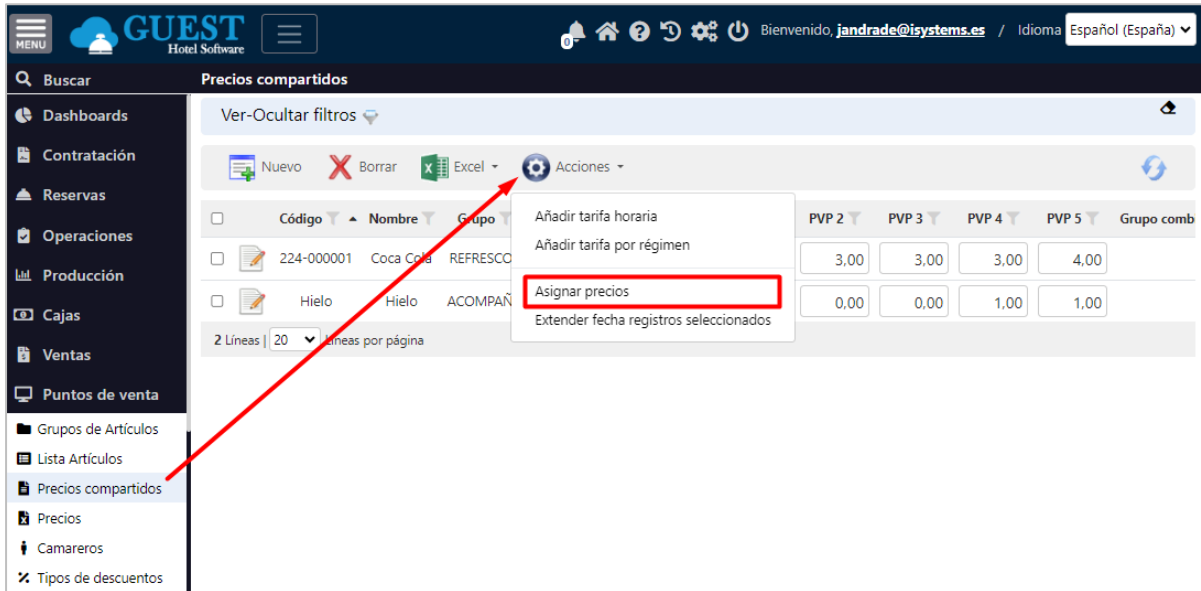 MENU GUEST Hotel Software 0 Bienvenido, jandrade@isystems.es / Idioma Español (España)
Buscar
Precios compartidos
Dashboards
Ver-Ocultar filtros
Contratación
Nuevo Borrar Excel Acciones
Reservas
Operaciones
Producción
Cajas
Ventas
Puntos de venta
Grupos de Artículos
Lista Artículos
Precios compartidos
Precios
Camareros
Tipos de descuentos
Código Nombre Grupo PVP 2 PVP 3 PVP 4 PVP 5 Grupo comb
224-000001 Coca Cola REFRESCO 3,00 3,00 3,00 4,00
Hielo Hielo ACOMPAÑ 0,00 0,00 1,00 1,00
2 Líneas | 20 Líneas por página
Añadir tarifa horaria
Añadir tarifa por régimen
Asignar precios
Extender fecha registros seleccionados